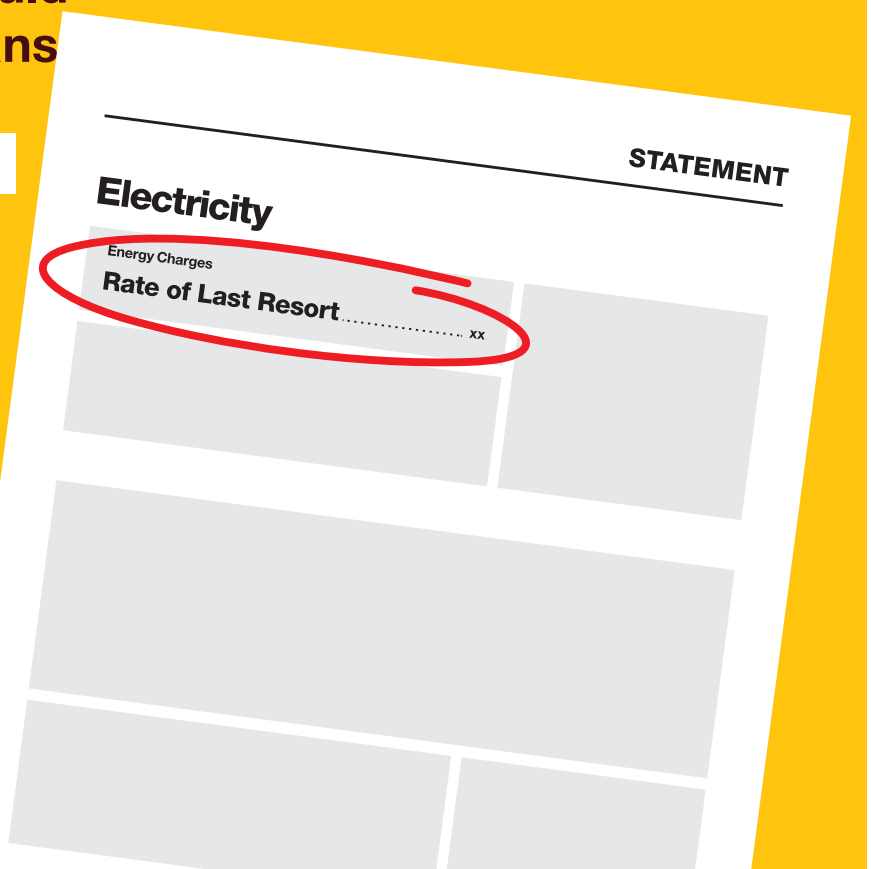 ns
STATEMENT
Electricity
Energy Charges
Rate of Last Resort.................... xx